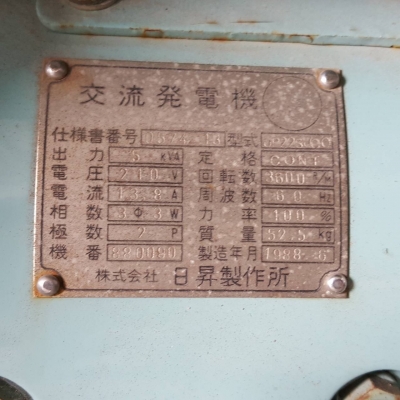 交流発電機
仕様書番号 型式
出力 5 kVA 定格 CONT
電圧 210 V 回転数 3600 r/m
電流 13.8 A 周波数 60 Hz
相数 3Φ3W 力率 100 %
極数 2 P 質量 52.5 kg
機番 製造年月 1988-6
株式会社 日昇製作所